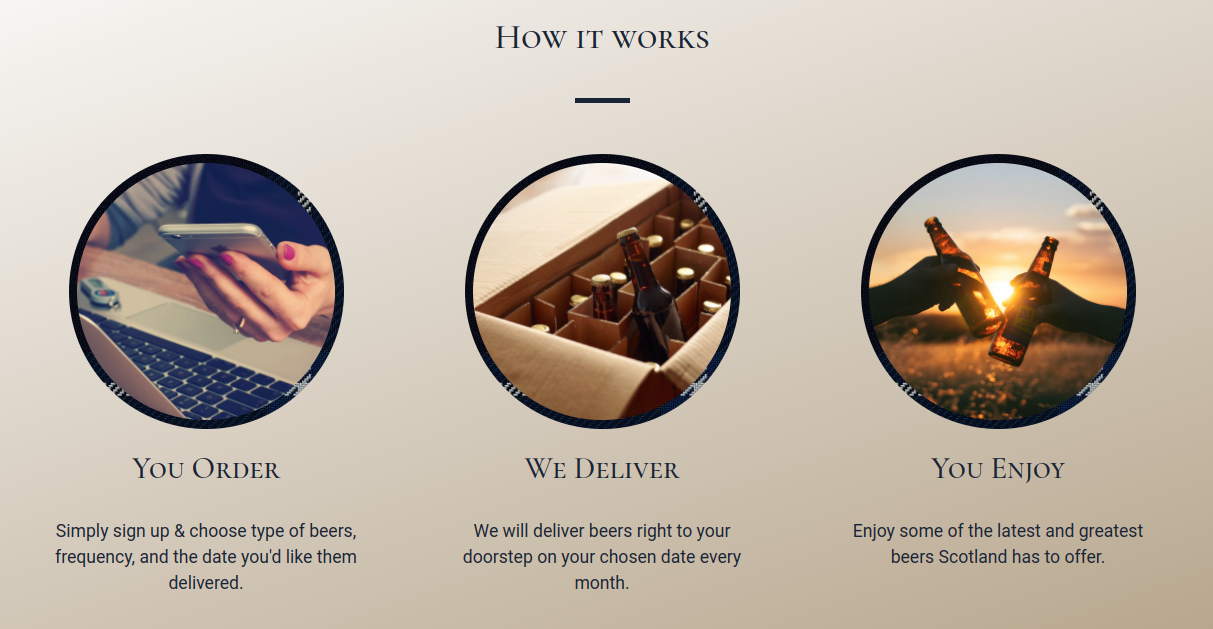 How it works
You Order
We Deliver
You Enjoy
Simply sign up & choose type of beers,
frequency, and the date you'd like them
delivered.
We will deliver beers right to your
doorstep on your chosen date every
month.
Enjoy some of the latest and greatest
beers Scotland has to offer.